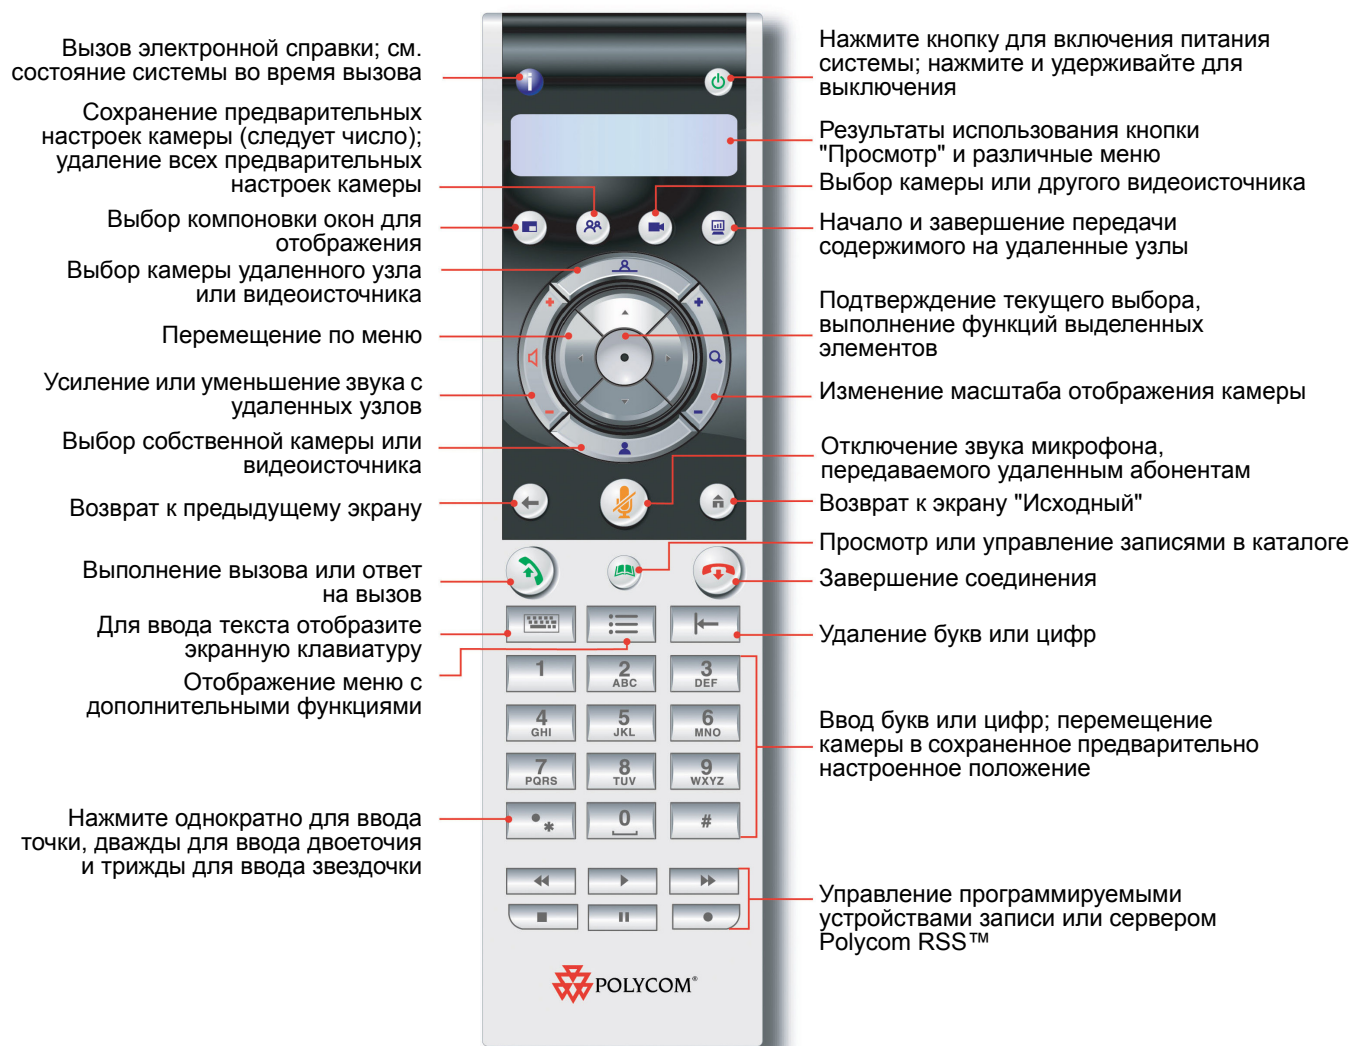 Вызов электронной справки; см.
состояние системы во время вызова
Сохранение предварительных
настроек камеры (следует число);
удаление всех предварительных
настроек камеры
Выбор компоновки окон для
отображения
Выбор камеры удаленного узла
или видеоисточника
Перемещение по меню
Усиление или уменьшение звука с
удаленных узлов
Выбор собственной камеры или
видеоисточника
Возврат к предыдущему экрану
Выполнение вызова или ответ
на вызов
Для ввода текста отобразите
экранную клавиатуру
Отображение меню с
дополнительными функциями
Нажмите однократно для ввода
точки, дважды для ввода двоеточия
и трижды для ввода звездочки
i
1
2
ABC
3
DEF
4
GHI
5
JKL
6
MNO
7
PQRS
8
TUV
9
WXYZ
*
0
#
POLYCOM®
Нажмите кнопку для включения питания
системы; нажмите и удерживайте для
выключения
Результаты использования кнопки
"Просмотр" и различные меню
Выбор камеры или другого видеоисточника
Начало и завершение передачи
содержимого на удаленные узлы
Подтверждение текущего выбора,
выполнение функций выделенных
элементов
Изменение масштаба отображения камеры
Отключение звука микрофона,
передаваемого удаленным абонентам
Возврат к экрану "Исходный"
Просмотр или управление записями в каталоге
Завершение соединения
Удаление букв или цифр
Ввод букв или цифр; перемещение
камеры в сохраненное предварительно
настроенное положение
Управление программируемыми
устройствами записи или сервером
Polycom RSS™